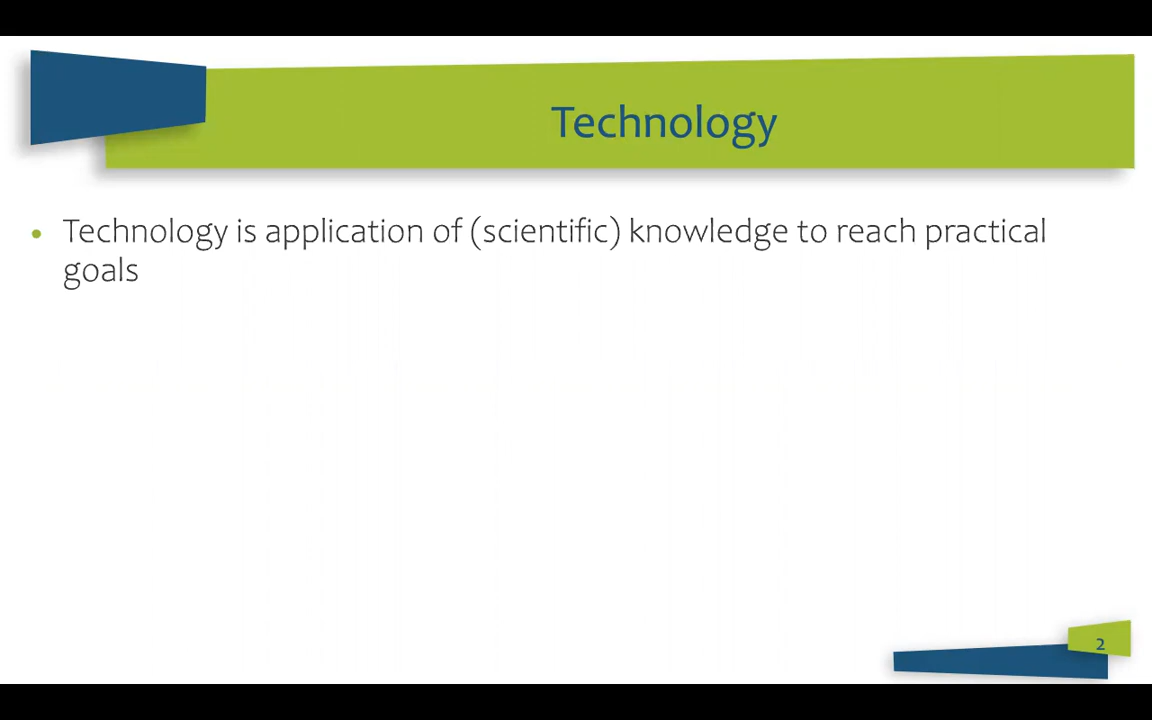 Technology
• Technology is application of (scientific) knowledge to reach practical
goals
2